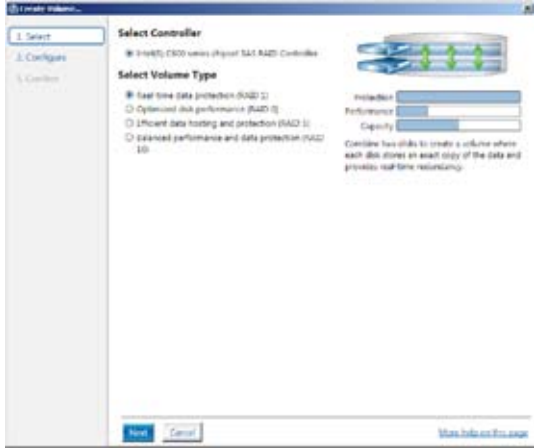 Create Volume...
1. Select
2. Configure
3. Confirm
Select Controller
Intel(R) C600 series chipset SAS RAID Controller
Select Volume Type
Real-time data protection (RAID 1)
Optimized disk performance (RAID 0)
Efficient data hosting and protection (RAID 5)
Balanced performance and data protection (RAID
10)
Protection
Performance
Capacity
Combine two disks to create a volume where
each disk stores an exact copy of the data and
provides real-time redundancy.
Next
Cancel
More help on this page